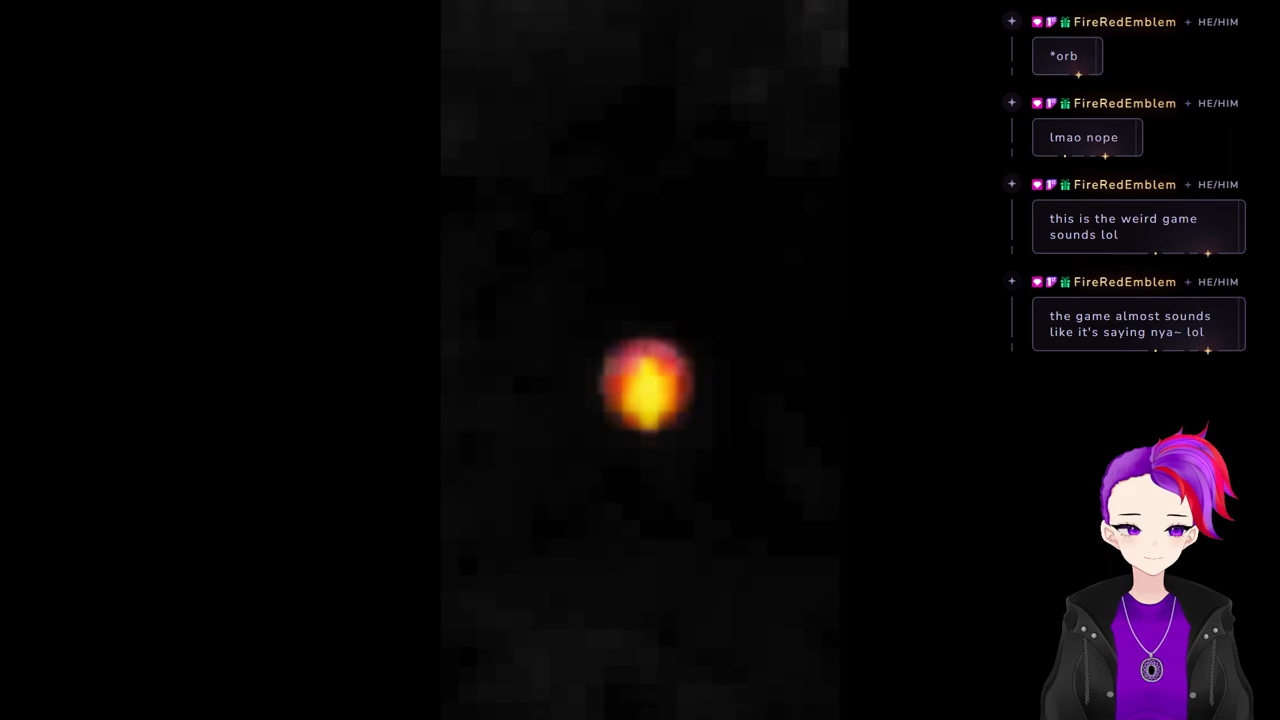 FireRedEmblem HE/HIM
*orb
FireRedEmblem HE/HIM
lmao nope
FireRedEmblem HE/HIM
this is the weird game
sounds lol
FireRedEmblem HE/HIM
the game almost sounds
like it's saying nya~ lol